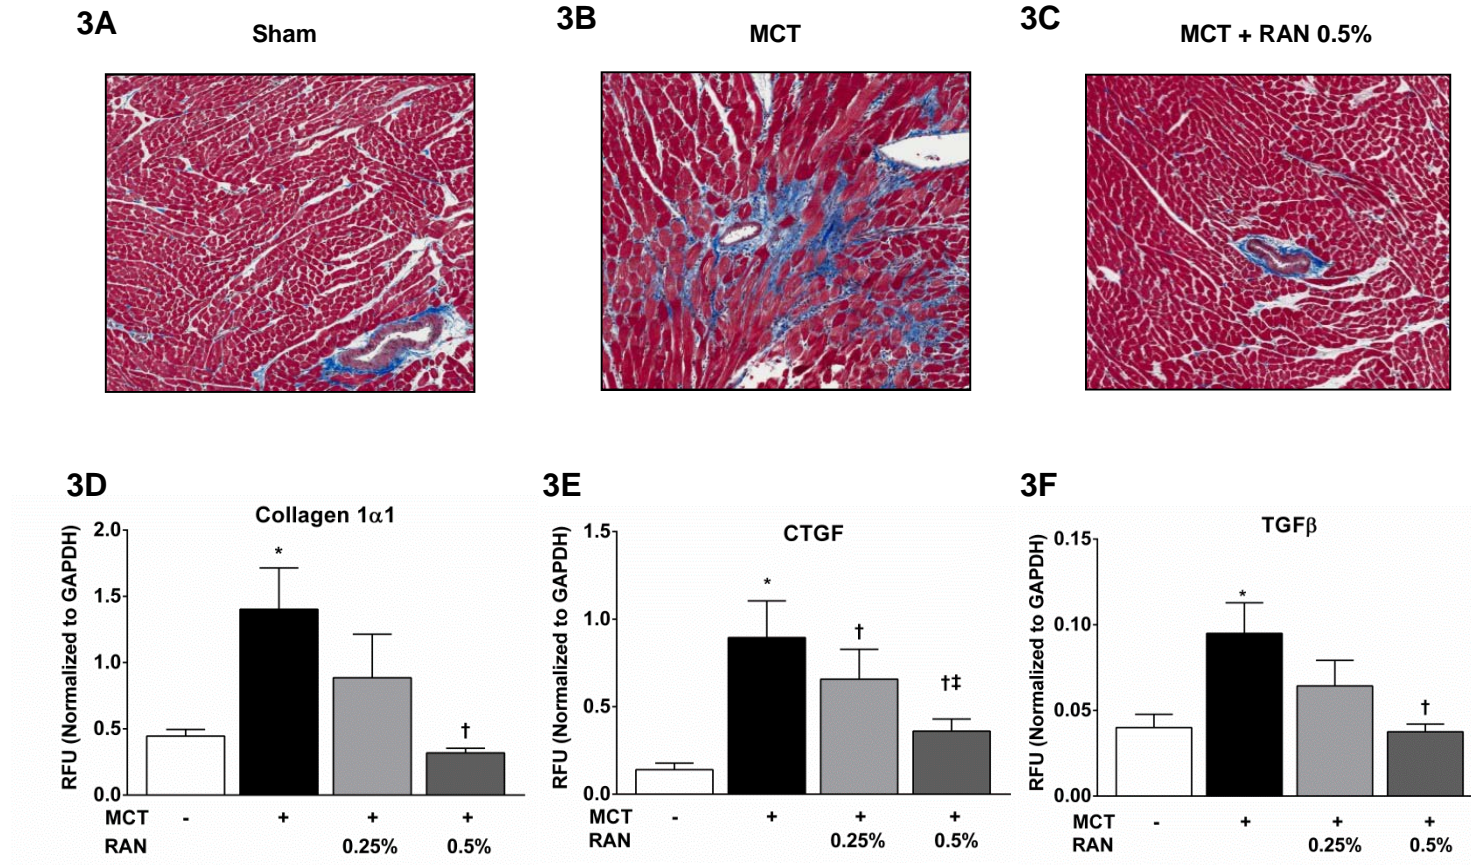 3A
Sham
3B
MCT
3C
MCT + RAN 0.5%
3D
Collagen 1α1
RFU (Normalized to GAPDH)
2.0
1.5
1.0
0.5
0.0
*
†
MCT - + + +
RAN 0.25% 0.5%
3E
CTGF
RFU (Normalized to GAPDH)
1.5
1.0
0.5
0.0
*
†
†‡
MCT - + + +
RAN 0.25% 0.5%
3F
TGFβ
RFU (Normalized to GAPDH)
0.15
0.10
0.05
0.00
*
†
MCT - + + +
RAN 0.25% 0.5%